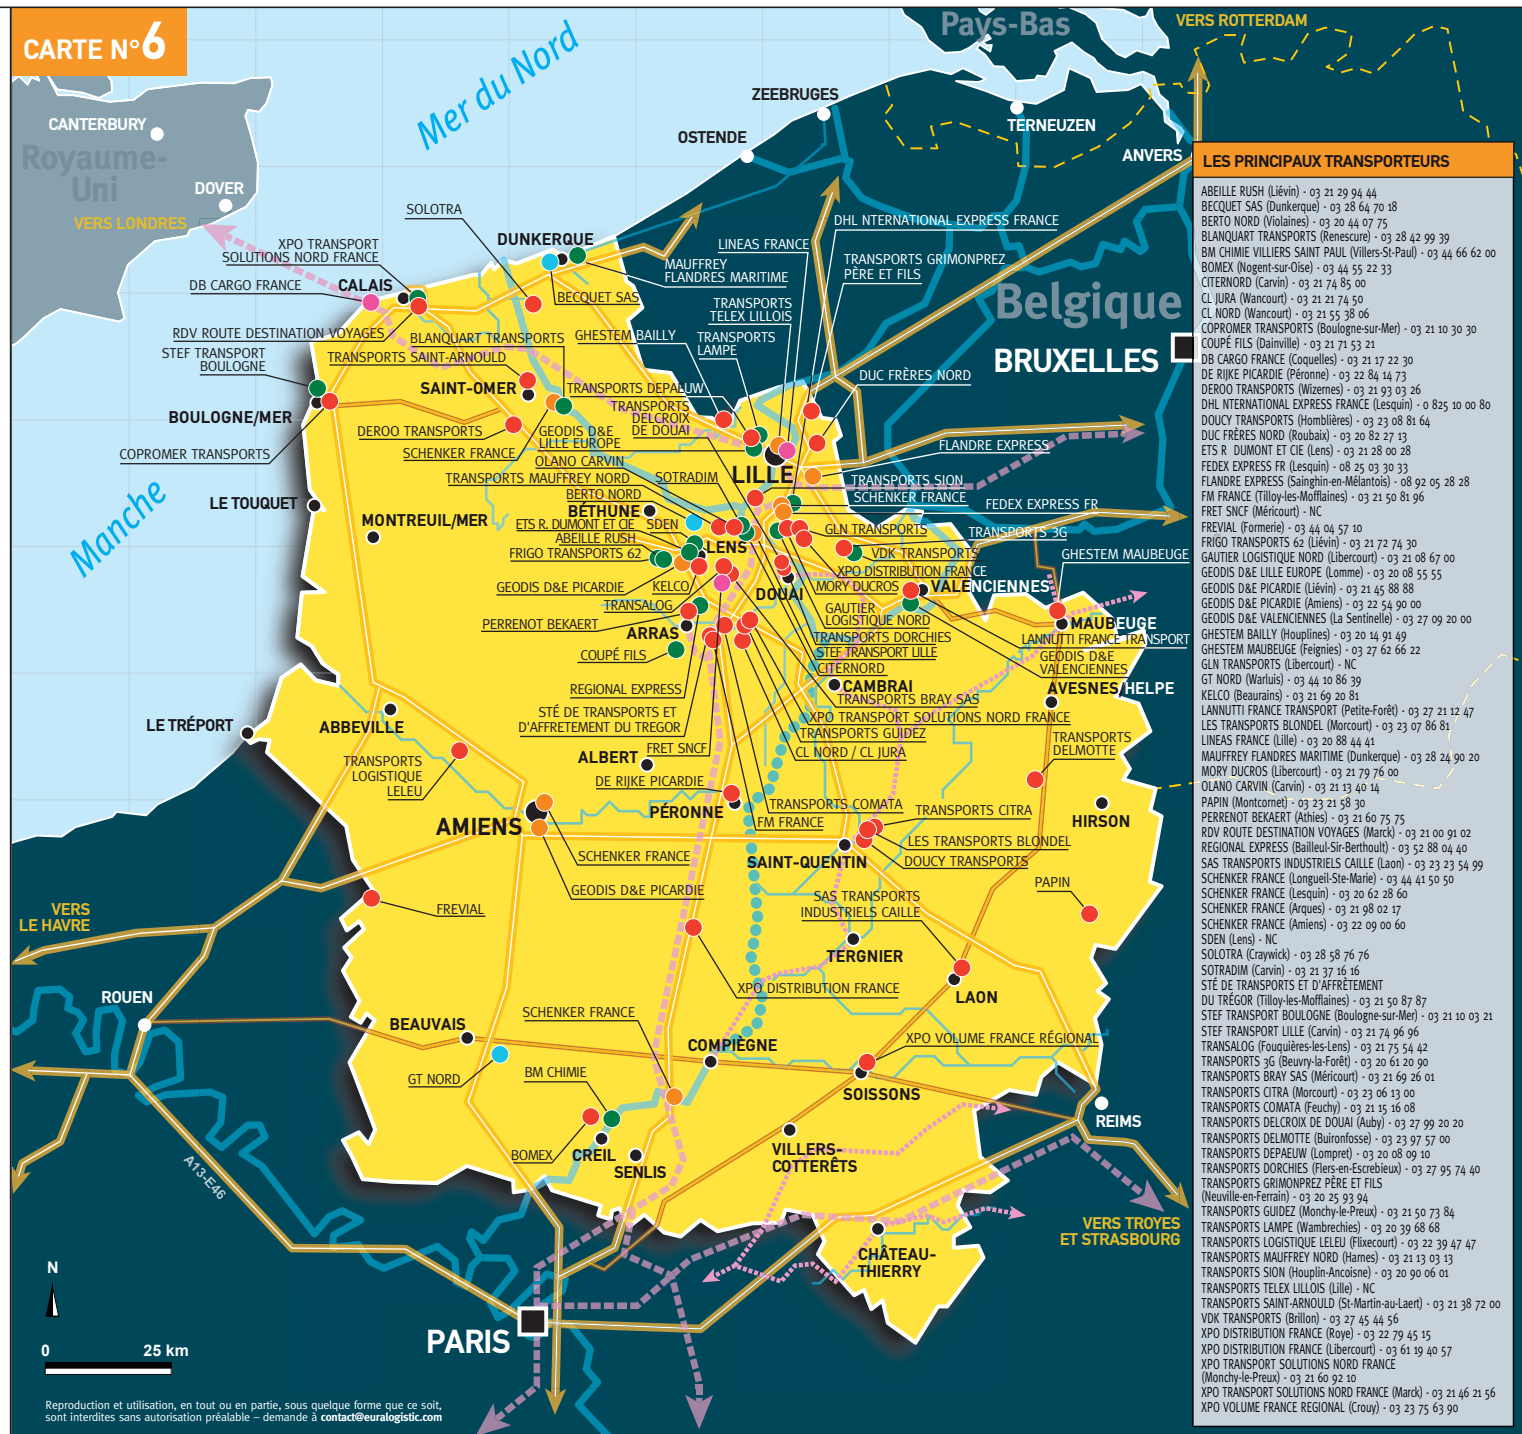 CARTE N°6
Mer du Nord
Pays-Bas
VERS ROTTERDAM
CANTERBURY
Royaume-
Uni
DOVER
VERS LONDRES
ZEEBRUGES
OSTENDE
TERNEUZEN
ANVERS
SOLOTRA
DUNKERQUE
XPO TRANSPORT
SOLUTIONS NORD FRANCE
DB CARGO FRANCE
CALAIS
MAUFFREY
FLANDRES MARITIME
BECQUET SAS
LINEAS FRANCE
DHL NTERNATIONAL EXPRESS FRANCE
TRANSPORTS GRIMONPREZ
PÈRE ET FILS
TRANSPORTS
TELEX LILLOIS
Belgique
BRUXELLES
RDV ROUTE DESTINATION VOYAGES
BLANQUART TRANSPORTS
GHESTEM BAILLY
TRANSPORTS
LAMPE
STEF TRANSPORT
BOULOGNE
TRANSPORTS SAINT-ARNOULD
SAINT-OMER
TRANSPORTS DEPAEUW
DUC FRÈRES NORD
BOULOGNE/MER
TRANSPORTS
DELCROIX
DE DOUAI
DEROO TRANSPORTS
GEODIS D&E
LILLE EUROPE
COPROMER TRANSPORTS
SCHENKER FRANCE
FLANDRE EXPRESS
OLANO CARVIN
LILLE
TRANSPORTS MAUFFREY NORD
SOTRADIM
TRANSPORTS SION
SCHENKER FRANCE
Manche
LE TOUQUET
BERTO NORD
BÉTHUNE
FEDEX EXPRESS FR
MONTREUIL/MER
ETS R. DUMONT ET CIE
SDEN
GLN TRANSPORTS
TRANSPORTS 3G
ABEILLE RUSH
FRIGO TRANSPORTS 62
LENS
VDK TRANSPORTS
GHESTEM MAUBEUGE
XPO DISTRIBUTION FRANCE
GEODIS D&E PICARDIE
KELCO
DOUAI
MORY DUCROS
VALENCIENNES
TRANSALOG
GAUTIER
LOGISTIQUE NORD
PERRENOT BEKAERT
ARRAS
MAUBEUGE
TRANSPORTS DORCHIES
LANNUTTI FRANCE TRANSPORT
COUPÉ FILS
STEF TRANSPORT LILLE
GEODIS D&E
VALENCIENNES
CITERNORD
REGIONAL EXPRESS
CAMBRAI
AVESNES/HELPE
TRANSPORTS BRAY SAS
STÉ DE TRANSPORTS ET
D'AFFRETEMENT DU TREGOR
XPO TRANSPORT SOLUTIONS NORD FRANCE
LE TRÉPORT
ABBEVILLE
TRANSPORTS GUIDEZ
TRANSPORTS
DELMOTTE
ALBERT
FRET SNCF
CL NORD / CL JURA
TRANSPORTS
LOGISTIQUE
LELEU
DE RIJKE PICARDIE
PÉRONNE
TRANSPORTS COMATA
TRANSPORTS CITRA
HIRSON
AMIENS
FM FRANCE
LES TRANSPORTS BLONDEL
SCHENKER FRANCE
SAINT-QUENTIN
DOUCY TRANSPORTS
GEODIS D&E PICARDIE
PAPIN
SAS TRANSPORTS
INDUSTRIELS CAILLE
VERS
LE HAVRE
FREVIAL
TERGNIER
XPO DISTRIBUTION FRANCE
LAON
ROUEN
BEAUVAIS
SCHENKER FRANCE
COMPIÈGNE
XPO VOLUME FRANCE RÉGIONAL
GT NORD
BM CHIMIE
SOISSONS
REIMS
BOMEX
CREIL
SENLIS
VILLERS-
COTTERÊTS
A13-E46
VERS TROYES
ET STRASBOURG
CHÂTEAU-
THIERRY
N
PARIS
0 25 km
Reproduction et utilisation, en tout ou en partie, sous quelque forme que ce soit,
sont interdites sans autorisation préalable – demande à contact@euralogistic.com
LES PRINCIPAUX TRANSPORTEURS
ABEILLE RUSH (Liévin) - 03 21 29 94 44
BECQUET SAS (Dunkerque) - 03 28 64 70 18
BERTO NORD (Violaines) - 03 20 44 07 75
BLANQUART TRANSPORTS (Renescure) - 03 28 42 99 39
BM CHIMIE VILLIERS SAINT PAUL (Villers-St-Paul) - 03 44 66 62 00
BOMEX (Nogent-sur-Oise) - 03 44 55 22 33
CITERNORD (Carvin) - 03 21 74 85 00
CL JURA (Wancourt) - 03 21 21 74 50
CL NORD (Wancourt) - 03 21 55 38 06
COPROMER TRANSPORTS (Boulogne-sur-Mer) - 03 21 10 30 30
COUPÉ FILS (Dainville) - 03 21 71 53 21
DB CARGO FRANCE (Coquelles) - 03 21 17 22 30
DE RIJKE PICARDIE (Péronne) - 03 22 84 14 73
DEROO TRANSPORTS (Wizernes) - 03 21 93 03 26
DHL NTERNATIONAL EXPRESS FRANCE (Lesquin) - 0 825 10 00 80
DOUCY TRANSPORTS (Homblières) - 03 23 08 81 64
DUC FRÈRES NORD (Roubaix) - 03 20 82 27 13
ETS R DUMONT ET CIE (Lens) - 03 21 28 00 28
FEDEX EXPRESS FR (Lesquin) - 08 25 03 30 33
FLANDRE EXPRESS (Sainghin-en-Mélantois) - 08 92 05 28 28
FM FRANCE (Tilloy-les-Mofflaines) - 03 21 50 81 96
FRET SNCF (Méricourt) - NC
FREVIAL (Formerie) - 03 44 04 57 10
FRIGO TRANSPORTS 62 (Liévin) - 03 21 72 74 30
GAUTIER LOGISTIQUE NORD (Libercourt) - 03 21 08 67 00
GEODIS D&E LILLE EUROPE (Lomme) - 03 20 08 55 55
GEODIS D&E PICARDIE (Liévin) - 03 21 45 88 88
GEODIS D&E PICARDIE (Amiens) - 03 22 54 90 00
GEODIS D&E VALENCIENNES (La Sentinelle) - 03 27 09 20 00
GHESTEM BAILLY (Houplines) - 03 20 14 91 49
GHESTEM MAUBEUGE (Feignies) - 03 27 62 66 22
GLN TRANSPORTS (Libercourt) - NC
GT NORD (Warluis) - 03 44 10 86 39
KELCO (Beaurains) - 03 21 69 20 81
LANNUTTI FRANCE TRANSPORT (Petite-Forêt) - 03 27 21 12 47
LES TRANSPORTS BLONDEL (Morcourt) - 03 23 07 86 81
LINEAS FRANCE (Lille) - 03 20 88 44 41
MAUFFREY FLANDRES MARITIME (Dunkerque) - 03 28 24 90 20
MORY DUCROS (Libercourt) - 03 21 79 76 00
OLANO CARVIN (Carvin) - 03 21 13 40 14
PAPIN (Montcornet) - 03 23 21 58 30
PERRENOT BEKAERT (Athies) - 03 21 60 75 75
RDV ROUTE DESTINATION VOYAGES (Marck) - 03 21 00 91 02
REGIONAL EXPRESS (Bailleul-Sir-Berthoult) - 03 52 88 04 40
SAS TRANSPORTS INDUSTRIELS CAILLE (Laon) - 03 23 23 54 99
SCHENKER FRANCE (Longueil-Ste-Marie) - 03 44 41 50 50
SCHENKER FRANCE (Lesquin) - 03 20 62 28 60
SCHENKER FRANCE (Arques) - 03 21 98 02 17
SCHENKER FRANCE (Amiens) - 03 22 09 00 60
SDEN (Lens) - NC
SOLOTRA (Craywick) - 03 28 58 76 76
SOTRADIM (Carvin) - 03 21 37 16 16
STÉ DE TRANSPORTS ET D'AFFRÈTEMENT
DU TRÉGOR (Tilloy-les-Mofflaines) - 03 21 50 87 87
STEF TRANSPORT BOULOGNE (Boulogne-sur-Mer) - 03 21 10 03 21
STEF TRANSPORT LILLE (Carvin) - 03 21 74 96 96
TRANSALOG (Fouquières-les-Lens) - 03 21 75 54 42
TRANSPORTS 3G (Beuvry-la-Forêt) - 03 20 61 20 90
TRANSPORTS BRAY SAS (Méricourt) - 03 21 69 26 01
TRANSPORTS CITRA (Morcourt) - 03 23 06 13 00
TRANSPORTS COMATA (Feuchy) - 03 21 15 16 08
TRANSPORTS DELCROIX DE DOUAI (Auby) - 03 27 99 20 20
TRANSPORTS DELMOTTE (Buironfosse) - 03 23 97 57 00
TRANSPORTS DEPAEUW (Lompret) - 03 20 08 09 10
TRANSPORTS DORCHIES (Flers-en-Escrebieux) - 03 27 95 74 40
TRANSPORTS GRIMONPREZ PÈRE ET FILS
(Neuville-en-Ferrain) - 03 20 25 93 94
TRANSPORTS GUIDEZ (Monchy-le-Preux) - 03 21 50 73 84
TRANSPORTS LAMPE (Wambrechies) - 03 20 39 68 68
TRANSPORTS LOGISTIQUE LELEU (Flixecourt) - 03 22 39 47 47
TRANSPORTS MAUFFREY NORD (Harnes) - 03 21 13 03 13
TRANSPORTS SION (Houplin-Ancoisne) - 03 20 90 06 01
TRANSPORTS TELEX LILLOIS (Lille) - NC
TRANSPORTS SAINT-ARNOULD (St-Martin-au-Laert) - 03 21 38 72 00
VDK TRANSPORTS (Brillon) - 03 27 45 44 56
XPO DISTRIBUTION FRANCE (Roye) - 03 22 79 45 15
XPO DISTRIBUTION FRANCE (Libercourt) - 03 61 19 40 57
XPO TRANSPORT SOLUTIONS NORD FRANCE
(Monchy-le-Preux) - 03 21 60 92 10
XPO TRANSPORT SOLUTIONS NORD FRANCE (Marck) - 03 21 46 21 56
XPO VOLUME FRANCE REGIONAL (Crouy) - 03 23 75 63 90